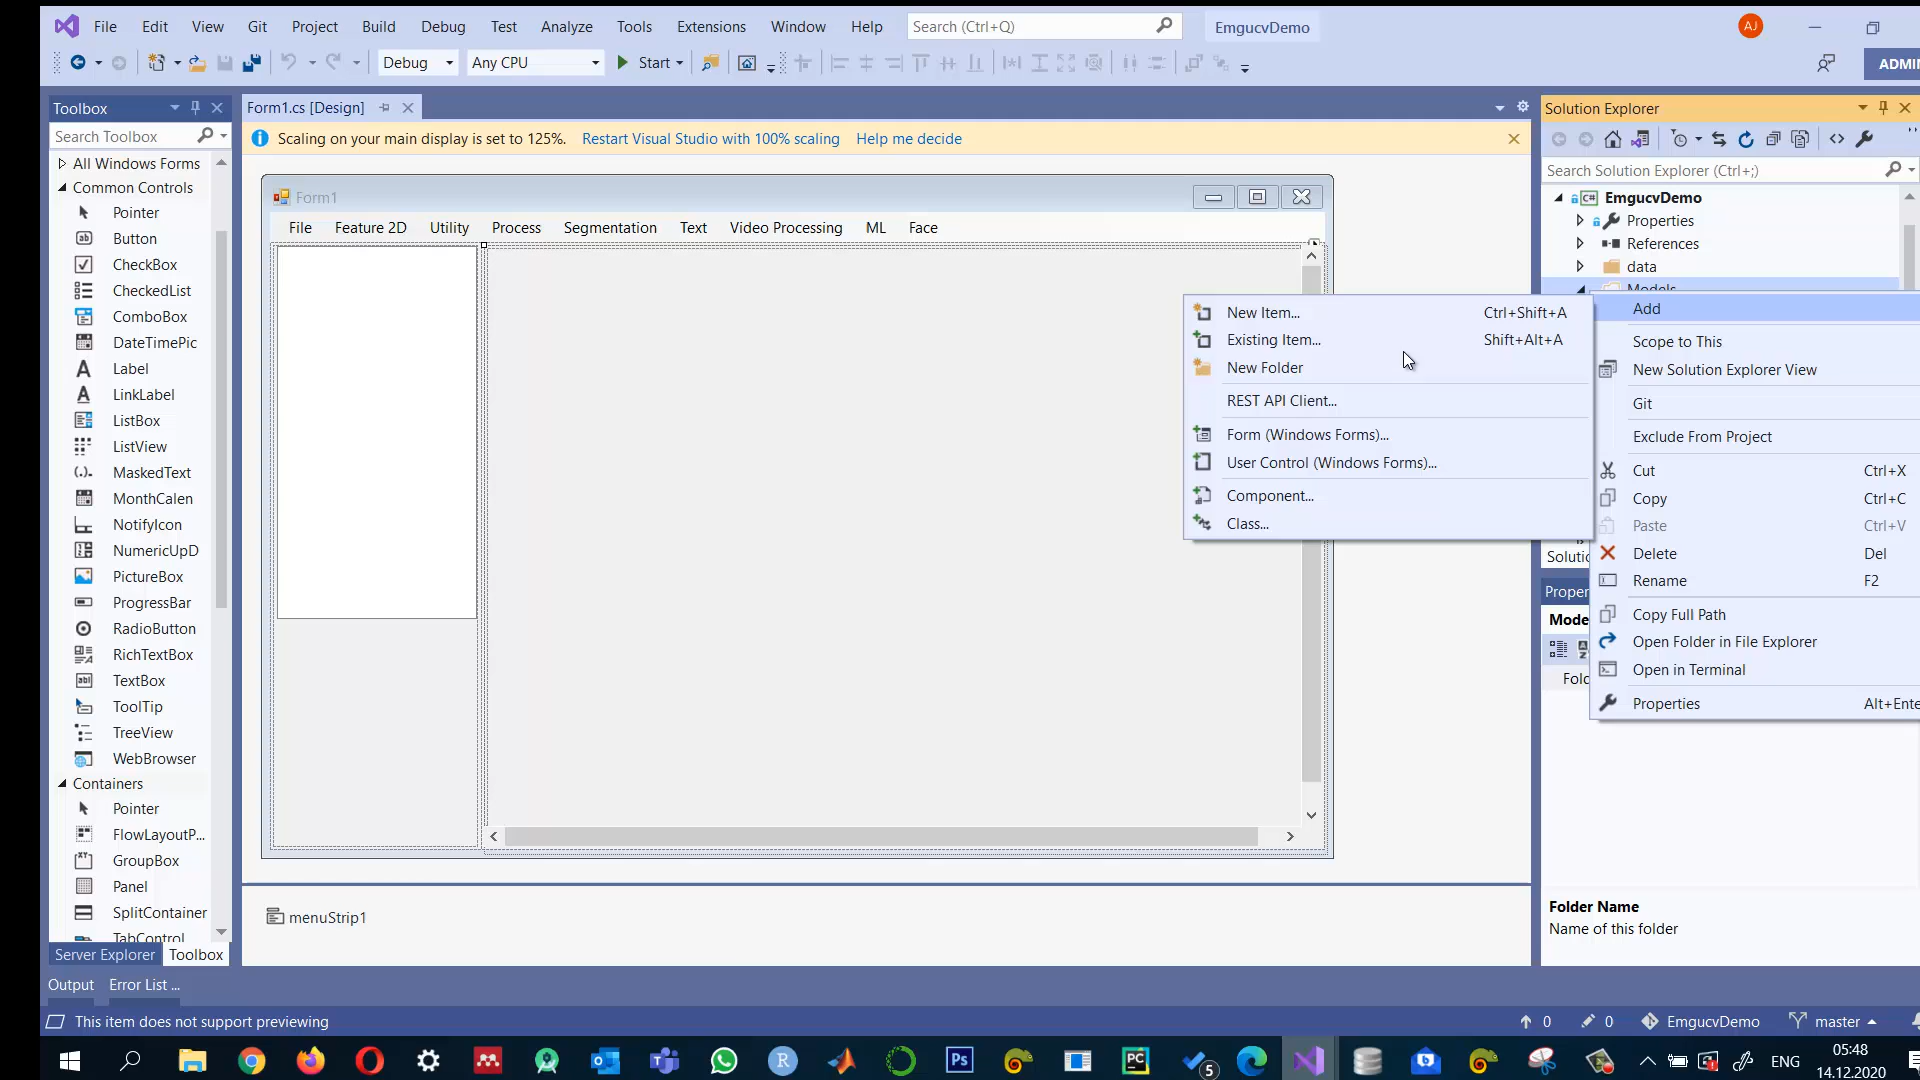 File Edit View Git Project Build Debug Test Analyze Tools Extensions Window Help Search (Ctrl+Q) EmgucvDemo AJ
Debug Any CPU Start ADMIN
Toolbox
Form1.cs [Design]
Solution Explorer
Search Toolbox
Scaling on your main display is set to 125%. Restart Visual Studio with 100% scaling Help me decide
Search Solution Explorer (Ctrl+;)
All Windows Forms
Common Controls
Pointer
Button
CheckBox
CheckedList
ComboBox
DateTimePic
Label
LinkLabel
ListBox
ListView
MaskedText
MonthCalen
NotifyIcon
NumericUpD
PictureBox
ProgressBar
RadioButton
RichTextBox
TextBox
ToolTip
TreeView
WebBrowser
Containers
Pointer
FlowLayoutP...
GroupBox
Panel
SplitContainer
TabControl
Server Explorer Toolbox
Form1
File Feature 2D Utility Process Segmentation Text Video Processing ML Face
menuStrip1
EmgucvDemo
Properties
References
data
Models
New Item... Ctrl+Shift+A
Existing Item... Shift+Alt+A
New Folder
REST API Client...
Form (Windows Forms)...
User Control (Windows Forms)...
Component...
Class...
Add
Scope to This
New Solution Explorer View
Git
Exclude From Project
Cut Ctrl+X
Copy Ctrl+C
Paste Ctrl+V
Delete Del
Rename F2
Copy Full Path
Open Folder in File Explorer
Open in Terminal
Properties Alt+Ente
Solutio
Proper
Mode
Fold
Folder Name
Name of this folder
Output Error List ...
This item does not support previewing
0 0 EmgucvDemo master
5 ENG 05:48
14.12.2020